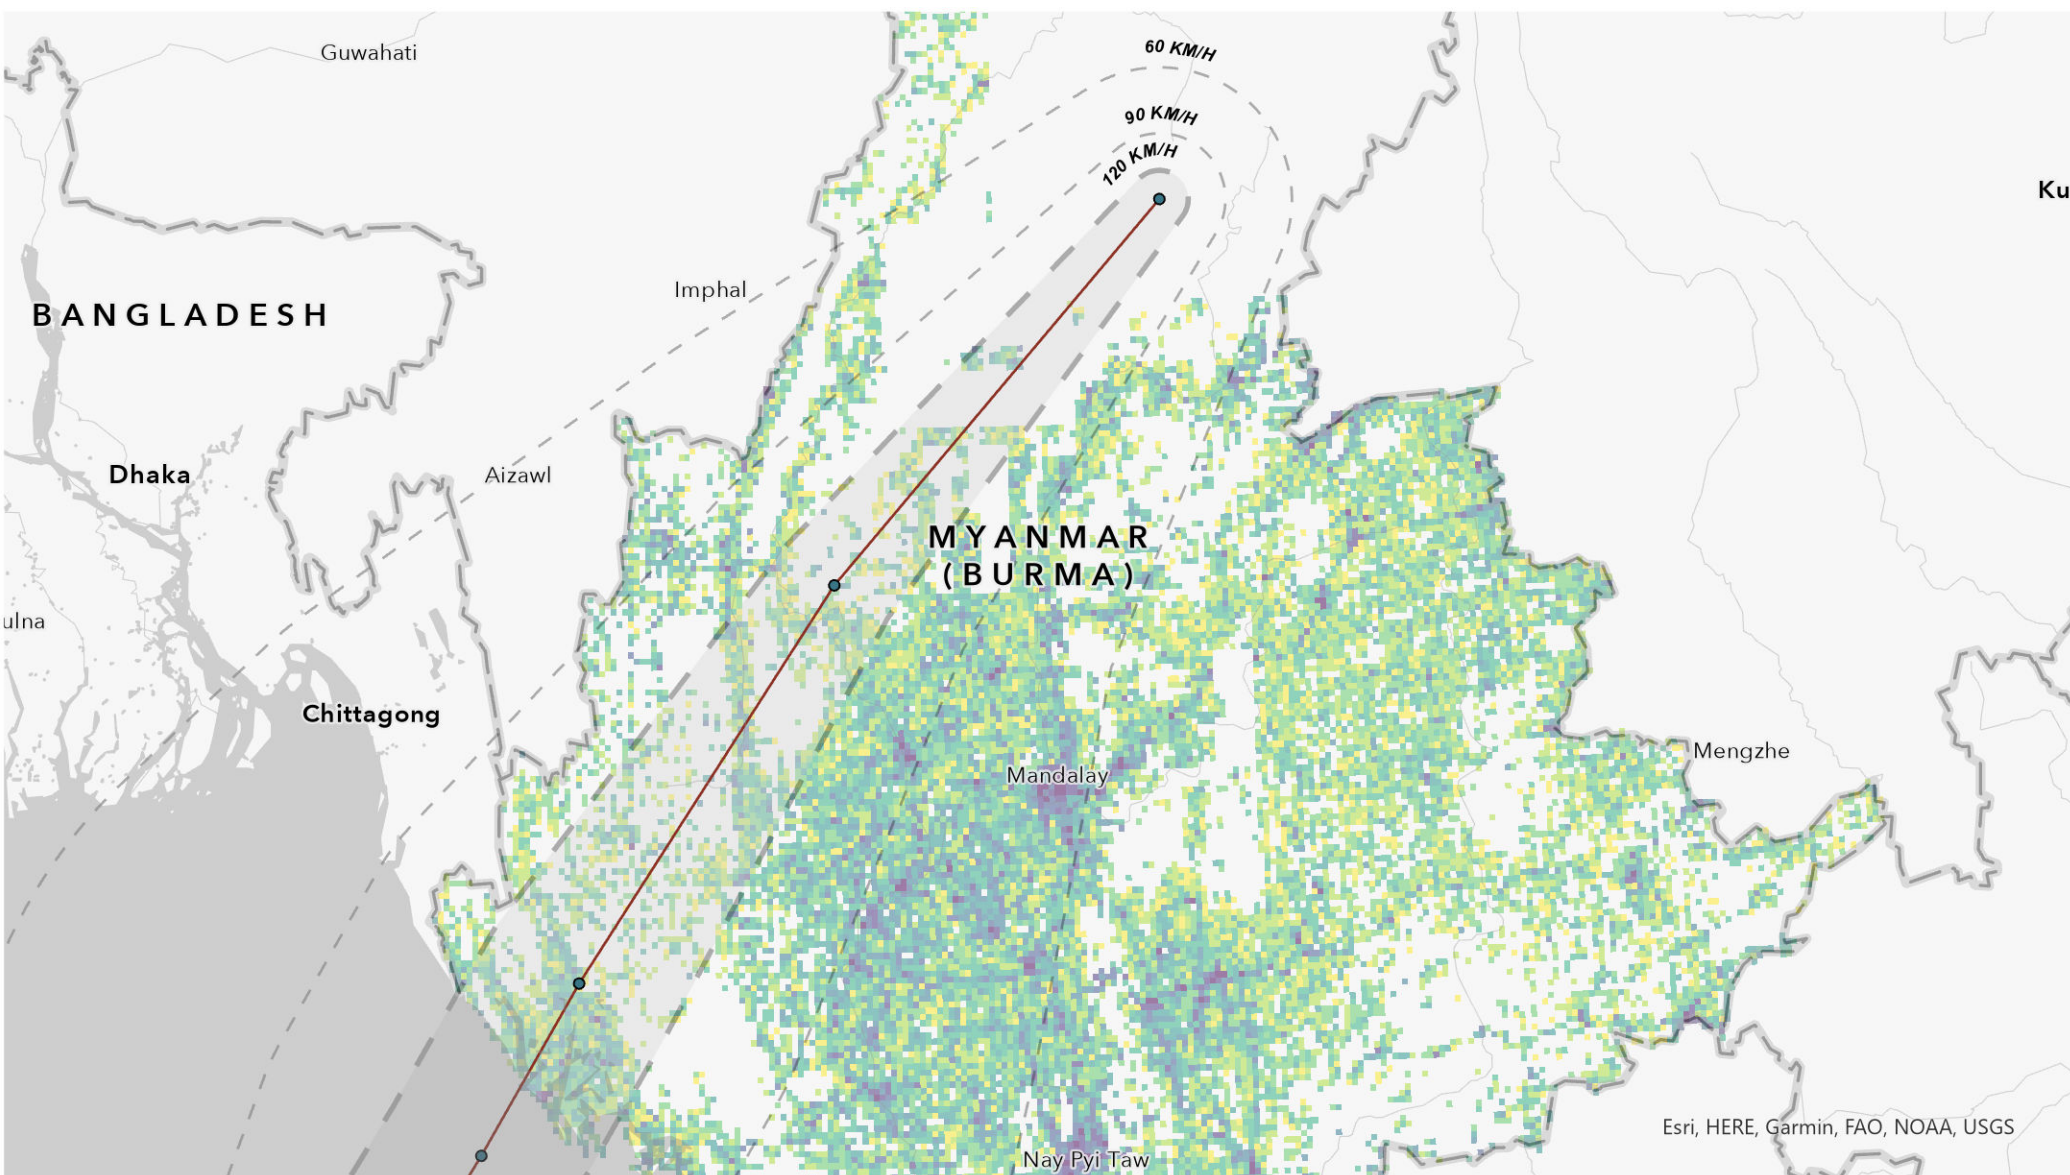 Guwahati
60 KM/H
90 KM/H
120 KM/H
Ku
Imphal
BANGLADESH
Dhaka
Aizawl
MYANMAR
(BURMA)
ulna
Chittagong
Mengzhe
Mandalay
Esri, HERE, Garmin, FAO, NOAA, USGS
Nay Pyi Taw